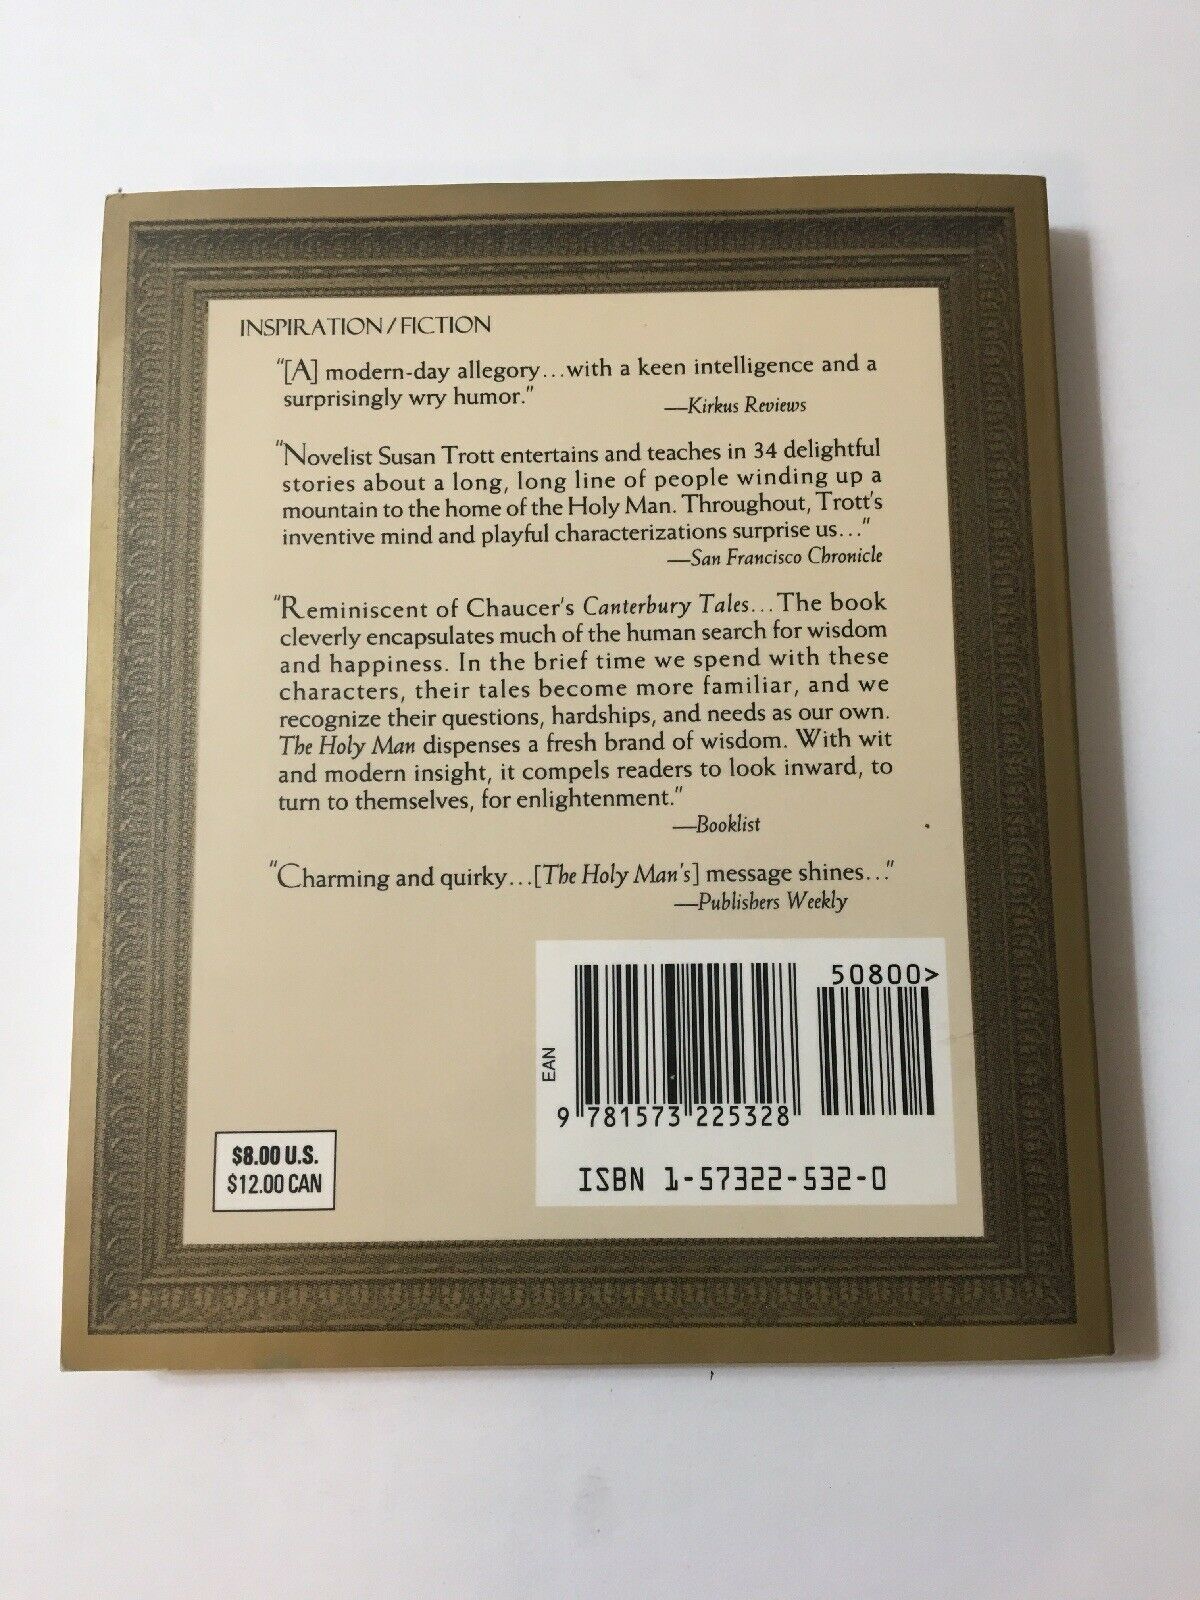 INSPIRATION/FICTION
"[A] modern-day allegory...with a keen intelligence and a
surprisingly wry humor."
—Kirkus Reviews
"Novelist Susan Trott entertains and teaches in 34 delightful
stories about a long, long line of people winding up a
mountain to the home of the Holy Man. Throughout, Trott's
inventive mind and playful characterizations surprise us..."
—San Francisco Chronicle
"Reminiscent of Chaucer's Canterbury Tales...The book
cleverly encapsulates much of the human search for wisdom
and happiness. In the brief time we spend with these
characters, their tales become more familiar, and we
recognize their questions, hardships, and needs as our own.
The Holy Man dispenses a fresh brand of wisdom. With wit
and modern insight, it compels readers to look inward, to
turn to themselves, for enlightenment."
—Booklist
"Charming and quirky...[The Holy Man's] message shines..."
—Publishers Weekly
50800>
EAN
9 781573 225328
ISBN 1-57322-532-0
$8.00 U.S.
$12.00 CAN